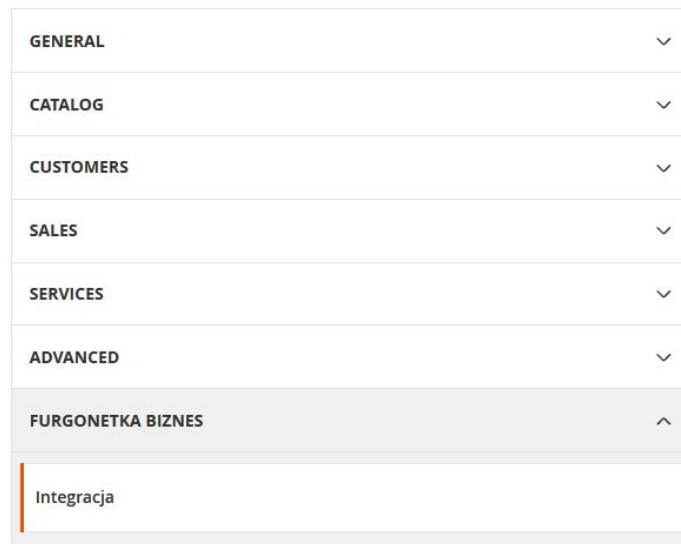 GENERAL
CATALOG
CUSTOMERS
SALES
SERVICES
ADVANCED
FURGONETKA BIZNES
Integracja